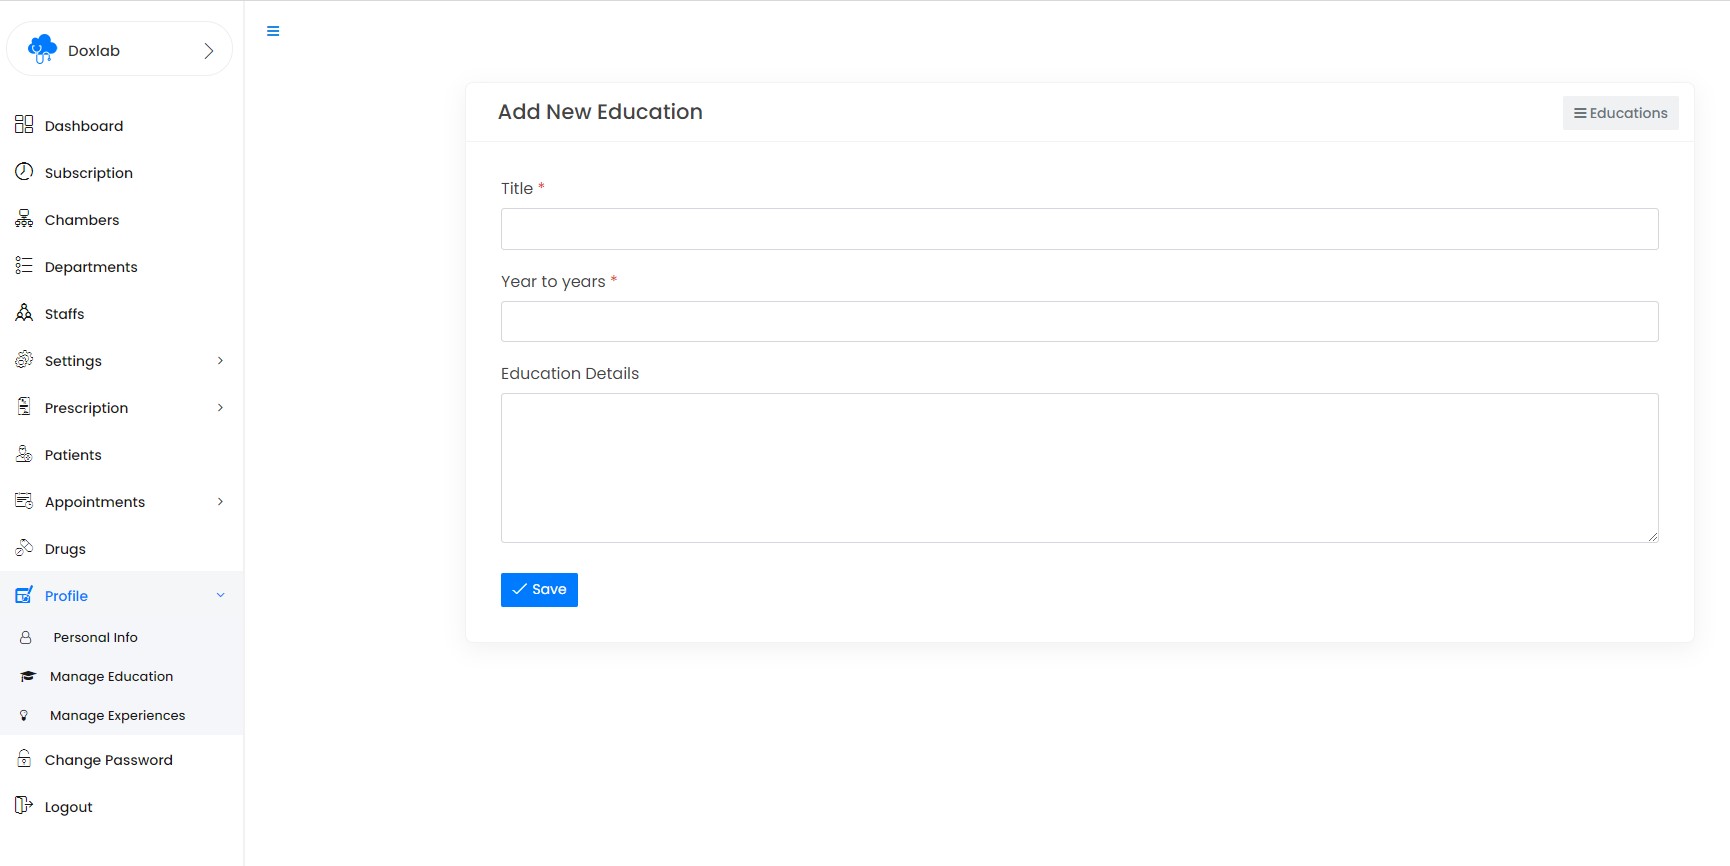 Doxlab
Dashboard
Subscription
Chambers
Departments
Staffs
Settings
Prescription
Patients
Appointments
Drugs
Profile
Personal Info
Manage Education
Manage Experiences
Change Password
Logout
Add New Education
Educations
Title *
Year to years *
Education Details
Save